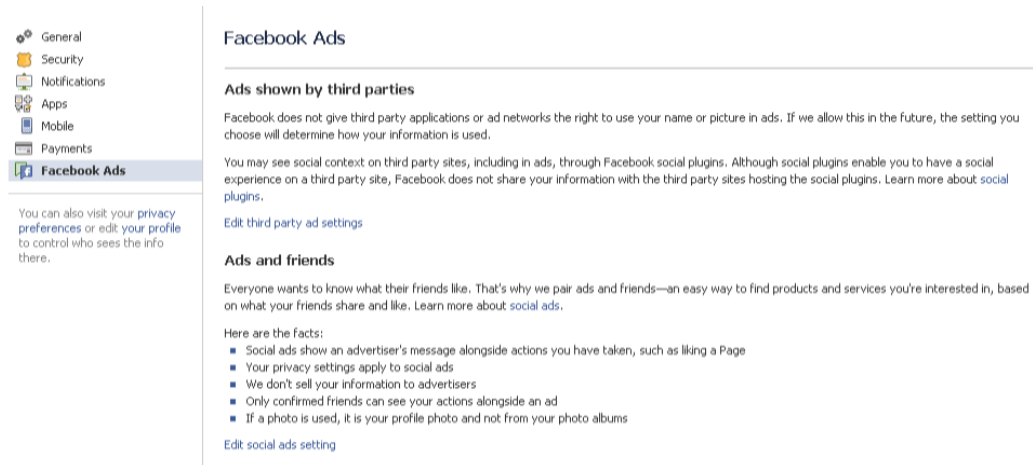 General
Security
Notifications
Apps
Mobile
Payments
Facebook Ads
You can also visit your privacy
preferences or edit your profile
to control who sees the info
there.
Facebook Ads
Ads shown by third parties
Facebook does not give third party applications or ad networks the right to use your name or picture in ads. If we allow this in the future, the setting you
choose will determine how your information is used.
You may see social context on third party sites, including in ads, through Facebook social plugins. Although social plugins enable you to have a social
experience on a third party site, Facebook does not share your information with the third party sites hosting the social plugins. Learn more about social
plugins.
Edit third party ad settings
Ads and friends
Everyone wants to know what their friends like. That's why we pair ads and friends—an easy way to find products and services you're interested in, based
on what your friends share and like. Learn more about social ads.
Here are the facts:
Social ads show an advertiser's message alongside actions you have taken, such as liking a Page
Your privacy settings apply to social ads
We don't sell your information to advertisers
Only confirmed friends can see your actions alongside an ad
If a photo is used, it is your profile photo and not from your photo albums
Edit social ads setting